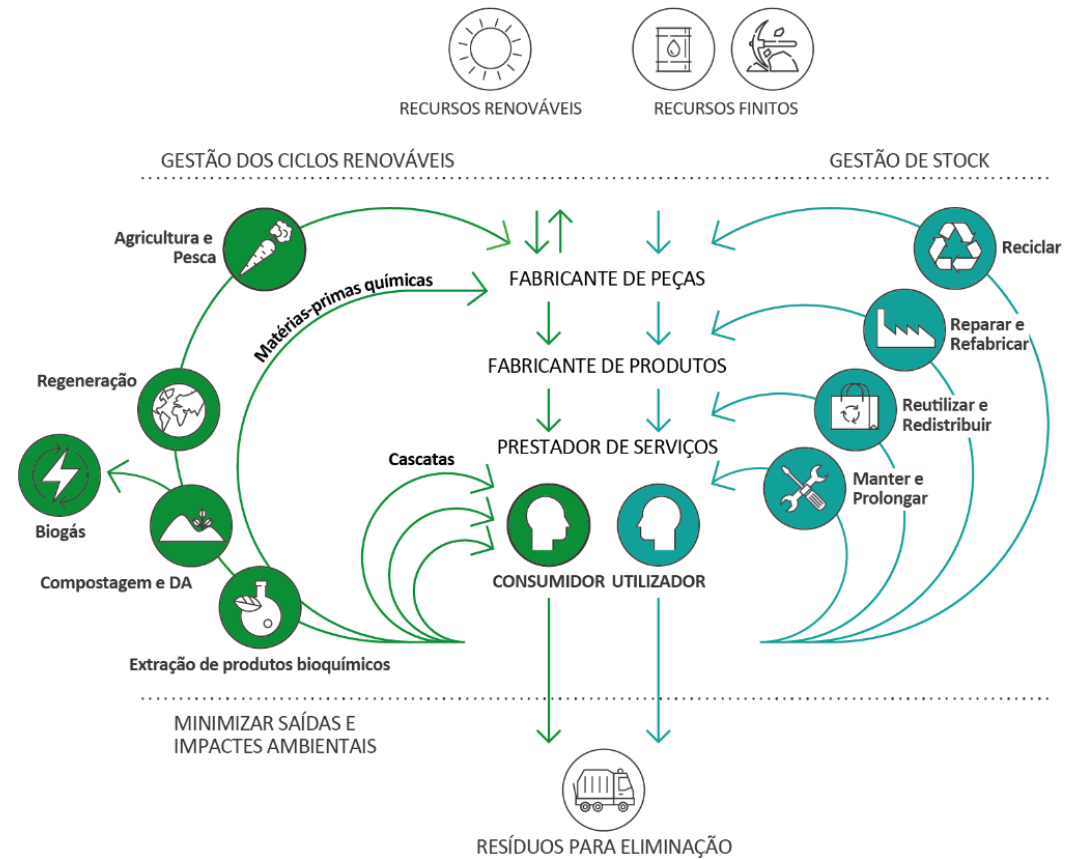 RECURSOS RENOVÁVEIS
RECURSOS FINITOS
GESTÃO DOS CICLOS RENOVÁVEIS
GESTÃO DE STOCK
Agricultura e
Pesca
Reciclar
Matérias-primas químicas
FABRICANTE DE PEÇAS
Reparar e
Refabricar
Regeneração
FABRICANTE DE PRODUTOS
Reutilizar e
Redistribuir
PRESTADOR DE SERVIÇOS
Cascatas
Manter e
Prolongar
Biogás
Compostagem e DA
CONSUMIDOR
UTILIZADOR
Extração de produtos bioquímicos
MINIMIZAR SAÍDAS E
IMPACTES AMBIENTAIS
RESÍDUOS PARA ELIMINAÇÃO